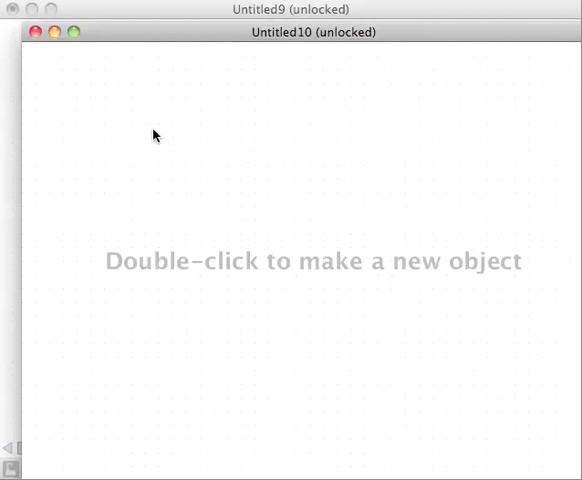 Untitled9 (unlocked)
Untitled10 (unlocked)
Double-click to make a new object